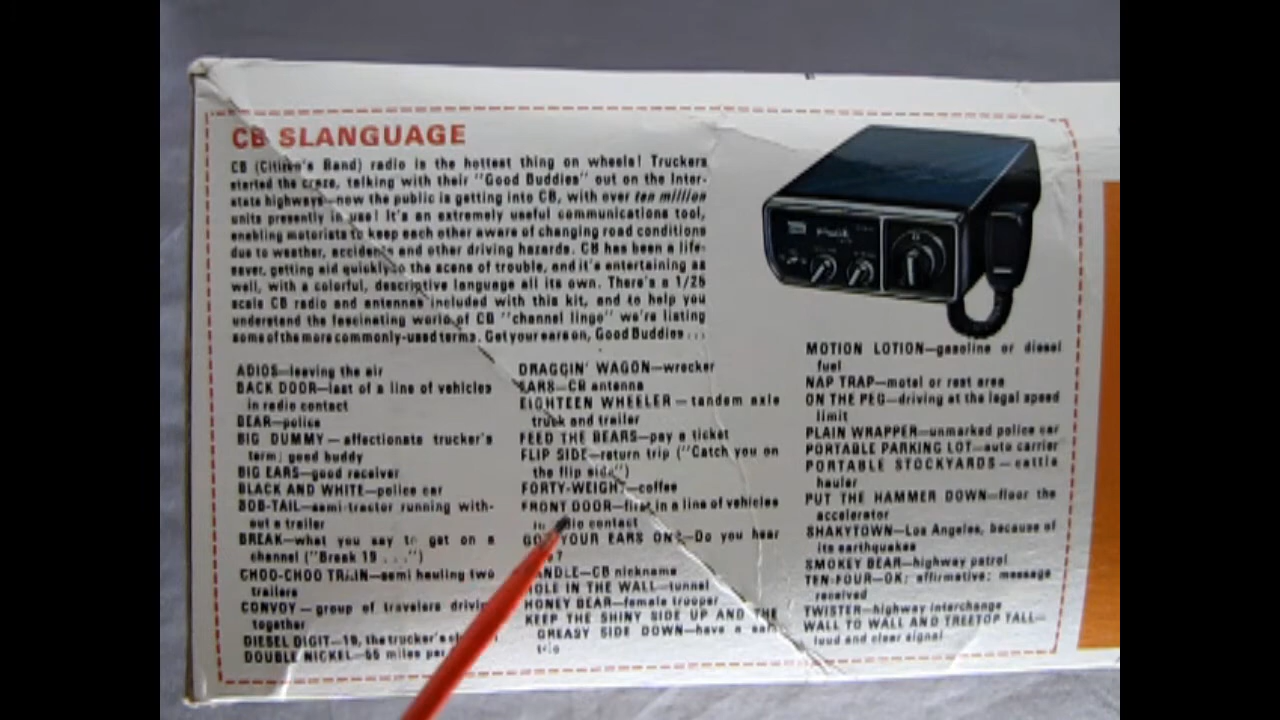 CB SLANGUAGE
CB (Citizen's Band) radio is the hottest thing on wheels! Truckers
started the craze, talking with their "Good Buddies" out on the Inter-
state highways—now the public is getting into CB, with over ten million
units presently in use! It's an extremely useful communications tool,
enabling motorists to keep each other aware of changing road conditions
due to weather, accidents and other driving hazards. CB has been a life-
saver, getting aid quickly to the scene of trouble, and it's entertaining as
well, with a colorful, descriptive language all its own. There's a 1/25
scale CB radio and antennas included with this kit, and to help you
understand the fascinating world of CB "channel lingo" we're listing
some of the more commonly-used terms. Get your ears on, Good Buddies . . .
ADIOS—leaving the air
BACK DOOR—last of a line of vehicles
in radio contact
BEAR—police
BIG DUMMY—affectionate trucker's
term; good buddy
BIG EARS—good receiver
BLACK AND WHITE—police car
BOB-TAIL—semi-tractor running with-
out a trailer
BREAK—what you say to get on a
channel ("Break 19 . . .")
CHOO-CHOO TRAIN—semi hauling two
trailers
CONVOY—group of travelers driving
together
DIESEL DIGIT—19, the trucker's
DOUBLE NICKEL—55 miles per
DRAGGIN' WAGON—wrecker
EARS—CB antenna
EIGHTEEN WHEELER—tandem axle
truck and trailer
FEED THE BEARS—pay a ticket
FLIP SIDE—return trip ("Catch you on
the flip side")
FORTY-WEIGHT—coffee
FRONT DOOR—first in a line of vehicles
in radio contact
GOT YOUR EARS ON?—Do you hear
HANDLE—CB nickname
HOLE IN THE WALL—tunnel
HONEY BEAR—female trooper
KEEP THE SHINY SIDE UP AND THE
GREASY SIDE DOWN—have a safe
trip
MOTION LOTION—gasoline or diesel
fuel
NAP TRAP—motel or rest area
ON THE PEG—driving at the legal speed
limit
PLAIN WRAPPER—unmarked police car
PORTABLE PARKING LOT—auto carrier
PORTABLE STOCKYARDS—cattle
hauler
PUT THE HAMMER DOWN—floor the
accelerator
SHAKYTOWN—Los Angeles, because of
its earthquakes
SMOKEY BEAR—highway patrol
TEN-FOUR—OK; affirmative; message
received
TWISTER—highway interchange
WALL TO WALL AND TREETOP TALL—
loud and clear signal